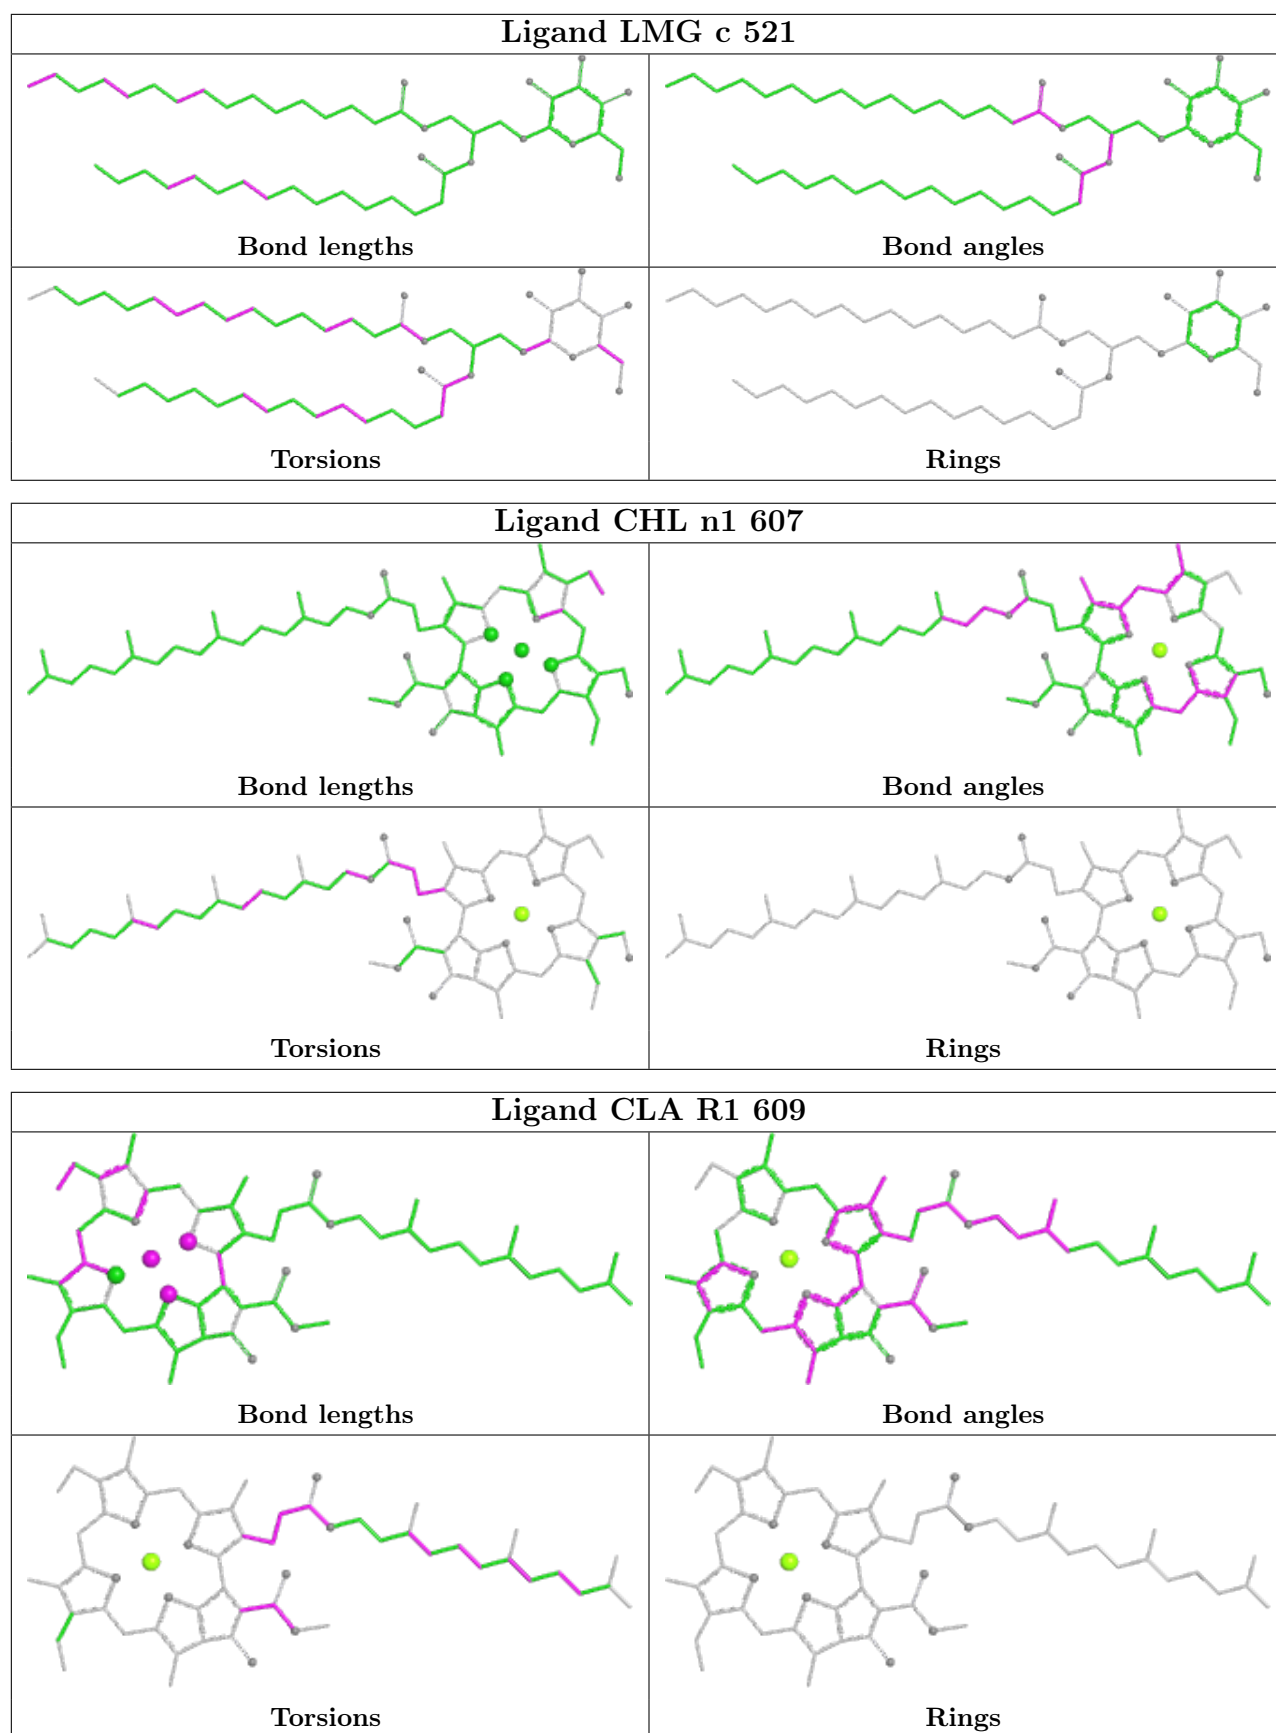 Ligand LMG c 521
Bond lengths
Bond angles
Torsions
Rings
Ligand CHL n1 607
Bond lengths
Bond angles
Torsions
Rings
Ligand CLA R1 609
Bond lengths
Bond angles
Torsions
Rings